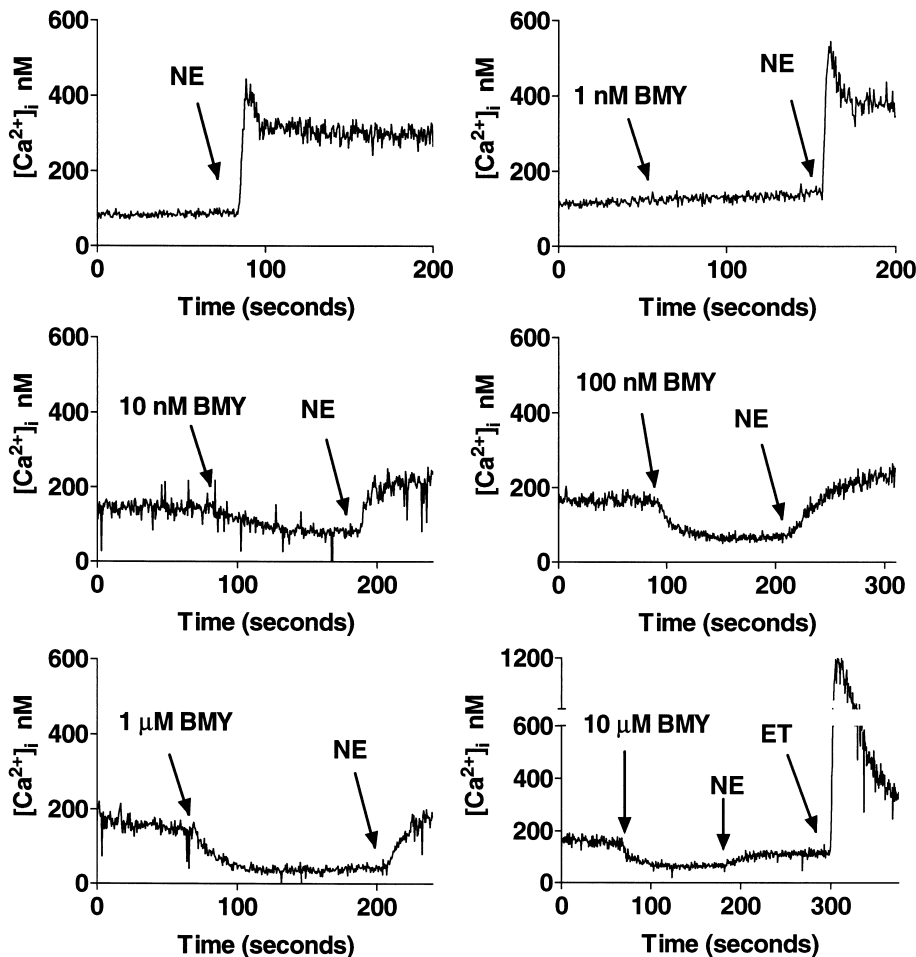 600
400
200
0
[Ca²⁺]ᵢ nM
NE
0 100 200
Time (seconds)
600
400
200
0
[Ca²⁺]ᵢ nM
1 nM BMY
NE
0 100 200
Time (seconds)
600
400
200
0
[Ca²⁺]ᵢ nM
10 nM BMY
NE
0 100 200
Time (seconds)
600
400
200
0
[Ca²⁺]ᵢ nM
100 nM BMY
NE
0 100 200 300
Time (seconds)
600
400
200
0
[Ca²⁺]ᵢ nM
1 μM BMY
NE
0 100 200
Time (seconds)
1200
600
400
200
0
[Ca²⁺]ᵢ nM
10 μM BMY
NE
ET
0 100 200 300
Time (seconds)